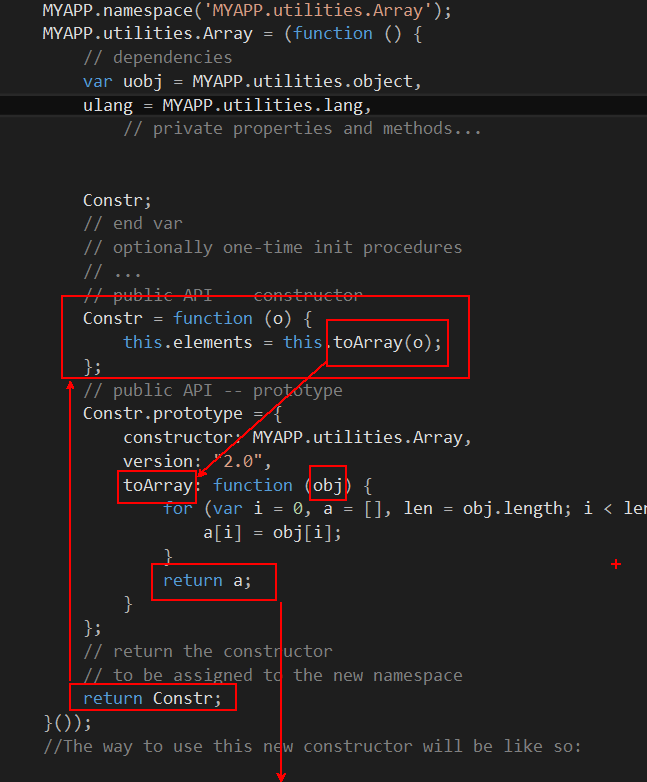 MYAPP.namespace('MYAPP.utilities.Array');
MYAPP.utilities.Array = (function () {
// dependencies
var uobj = MYAPP.utilities.object,
ulang = MYAPP.utilities.lang,
// private properties and methods...
Constr;
// end var
// optionally one-time init procedures
// ...
// public API -- constructor
Constr = function (o) {
this.elements = this.toArray(o);
};
// public API -- prototype
Constr.prototype = {
constructor: MYAPP.utilities.Array,
version: "2.0",
toArray: function (obj) {
for (var i = 0, a = [], len = obj.length; i < len
a[i] = obj[i];
}
return a;
}
};
// return the constructor
// to be assigned to the new namespace
return Constr;
}());
//The way to use this new constructor will be like so: